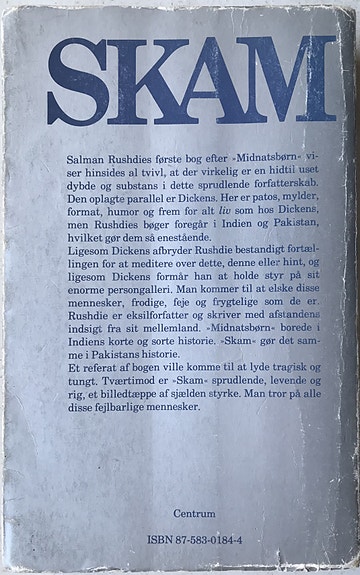 SKAM
Salman Rushdies første bog efter »Midnatsbørn« vi-
ser hinsides al tvivl, at der virkelig er en hidtil uset
dybde og substans i dette sprudlende forfatterskab.
Den oplagte parallel er Dickens. Her er patos, mylder,
format, humor og frem for alt liv som hos Dickens,
men Rushdies bøger foregår i Indien og Pakistan,
hvilket gør dem så enestående.
Ligesom Dickens afbryder Rushdie bestandigt fortæl-
lingen for at meditere over dette, denne eller hint, og
ligesom Dickens formår han at holde styr på sit
enorme persongalleri. Man kommer til at elske disse
mennesker, frodige, feje og frygtelige som de er.
Rushdie er eksilforfatter og skriver med afstandens
indsigt fra sit mellemland. »Midnatsbørn« borede i
Indiens korte og sorte historie. »Skam« gør det sam-
me i Pakistans historie.
Et referat af bogen ville komme til at lyde tragisk og
tungt. Tværtimod er »Skam« sprudlende, levende og
rig, et billedtæppe af sjælden styrke. Man tror på alle
disse fejlbarlige mennesker.
Centrum
ISBN 87-583-0184-4